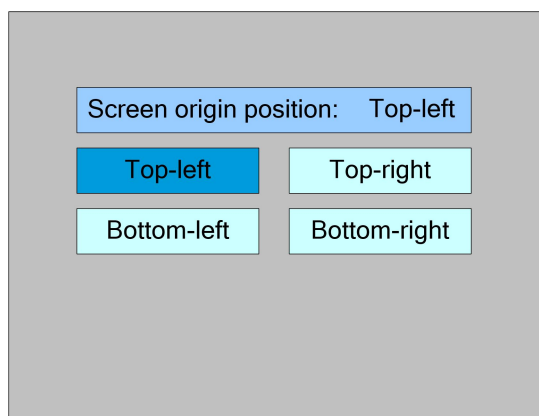 Screen origin position: Top-left
Top-left Top-right
Bottom-left Bottom-right